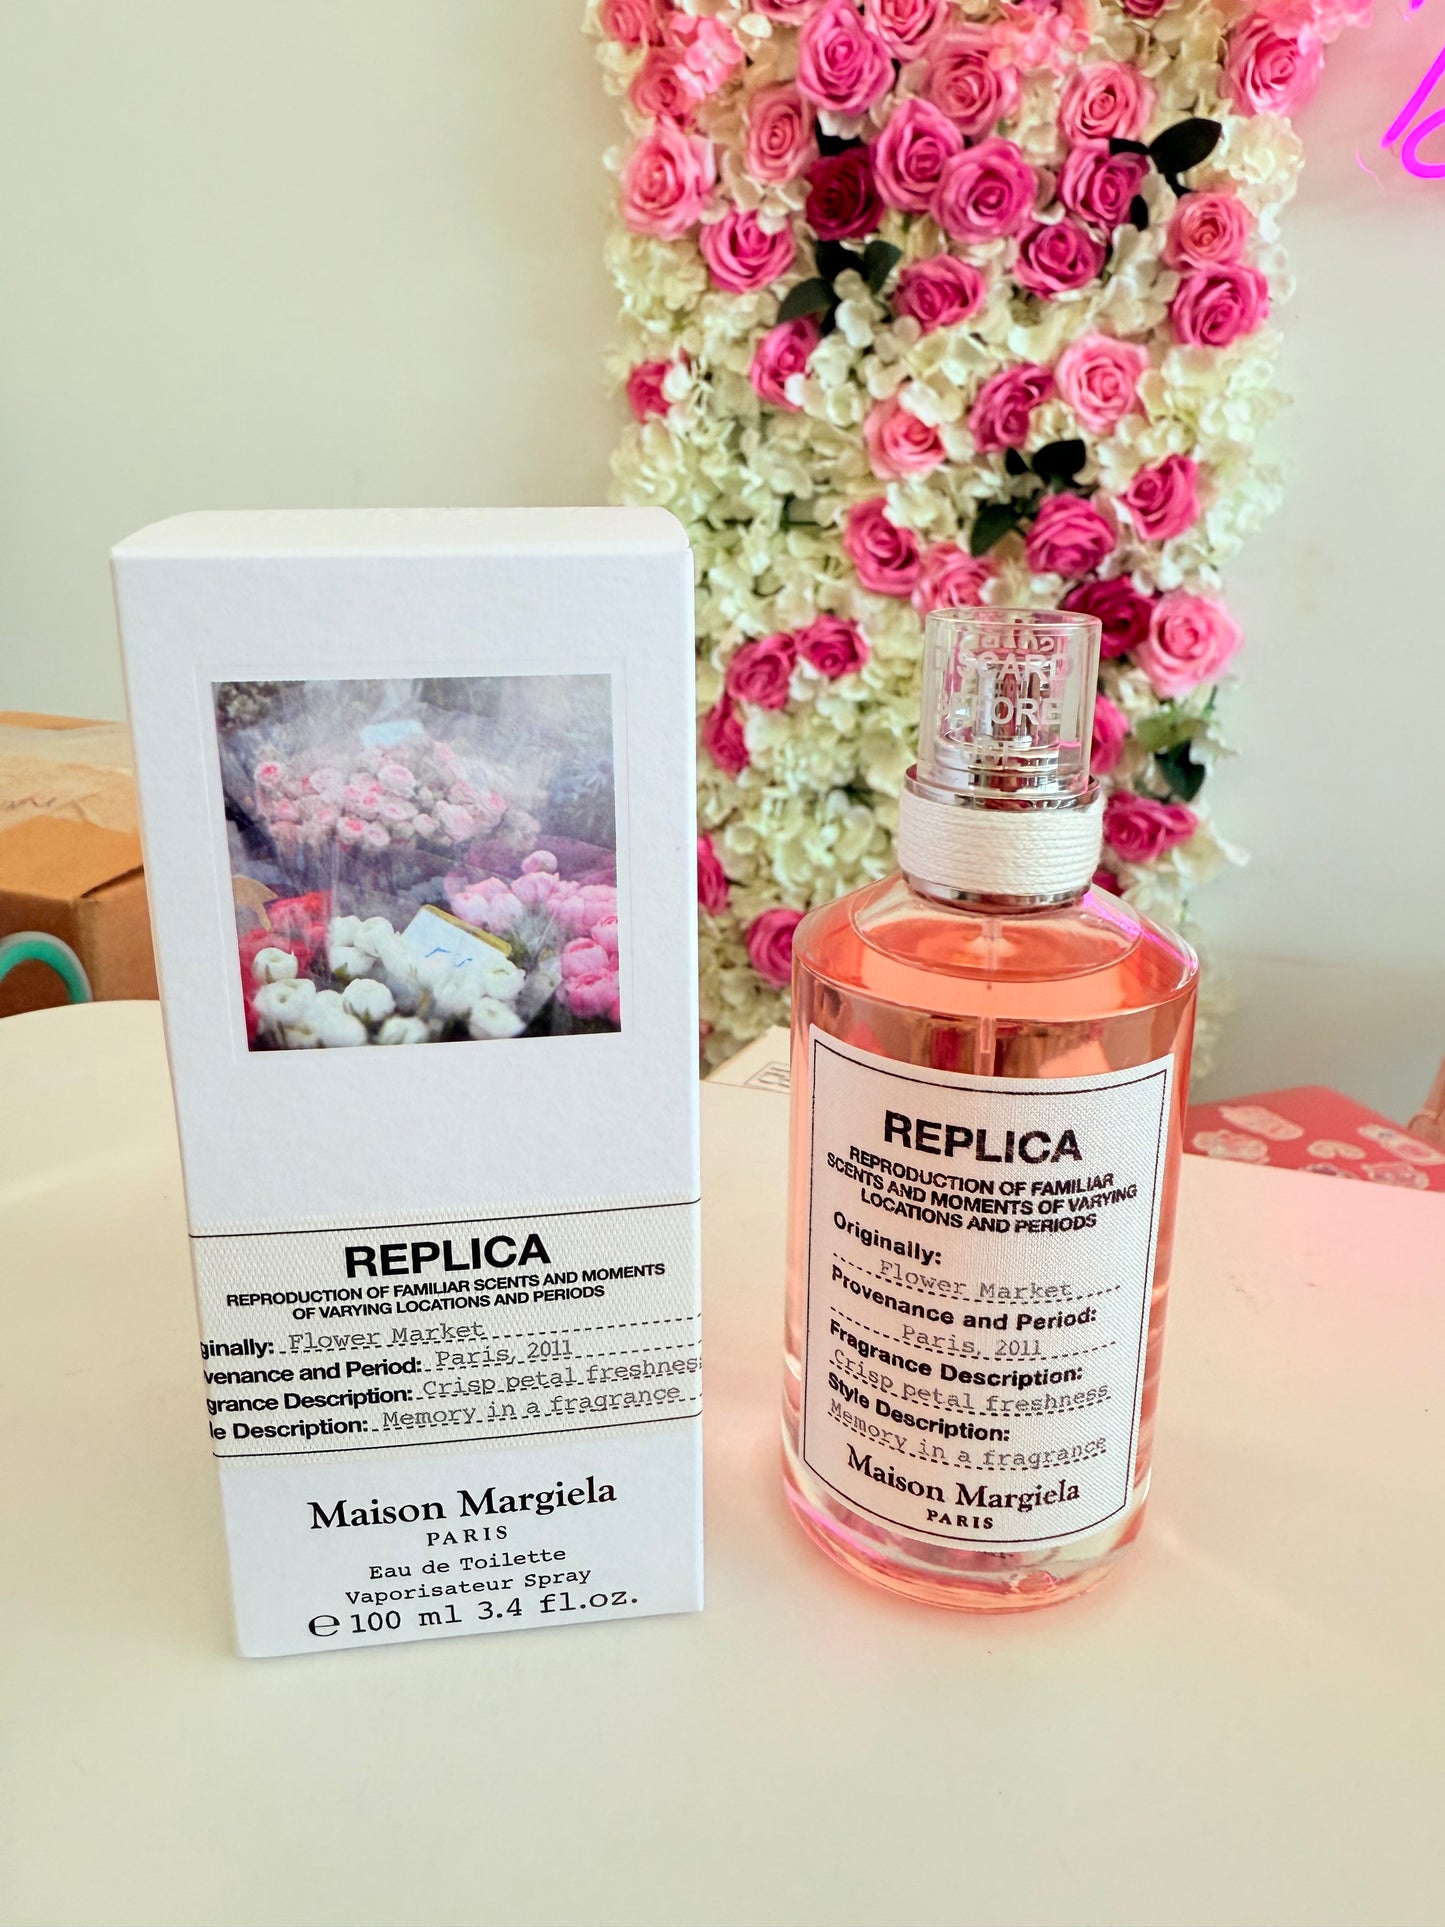 REPLICA
REPRODUCTION OF FAMILIAR SCENTS AND MOMENTS
OF VARYING LOCATIONS AND PERIODS
ginally: Flower Market
venance and Period: Paris, 2011
grance Description: Crisp petal freshness
le Description: Memory in a fragrance
Maison Margiela
PARIS
Eau de Toilette
Vaporisateur Spray
℮ 100 ml 3.4 fl.oz.
REPLICA
REPRODUCTION OF FAMILIAR
SCENTS AND MOMENTS OF VARYING
LOCATIONS AND PERIODS
Originally:
Flower Market
Provenance and Period:
Paris, 2011
Fragrance Description:
Crisp petal freshness
Style Description:
Memory in a fragrance
Maison Margiela
PARIS